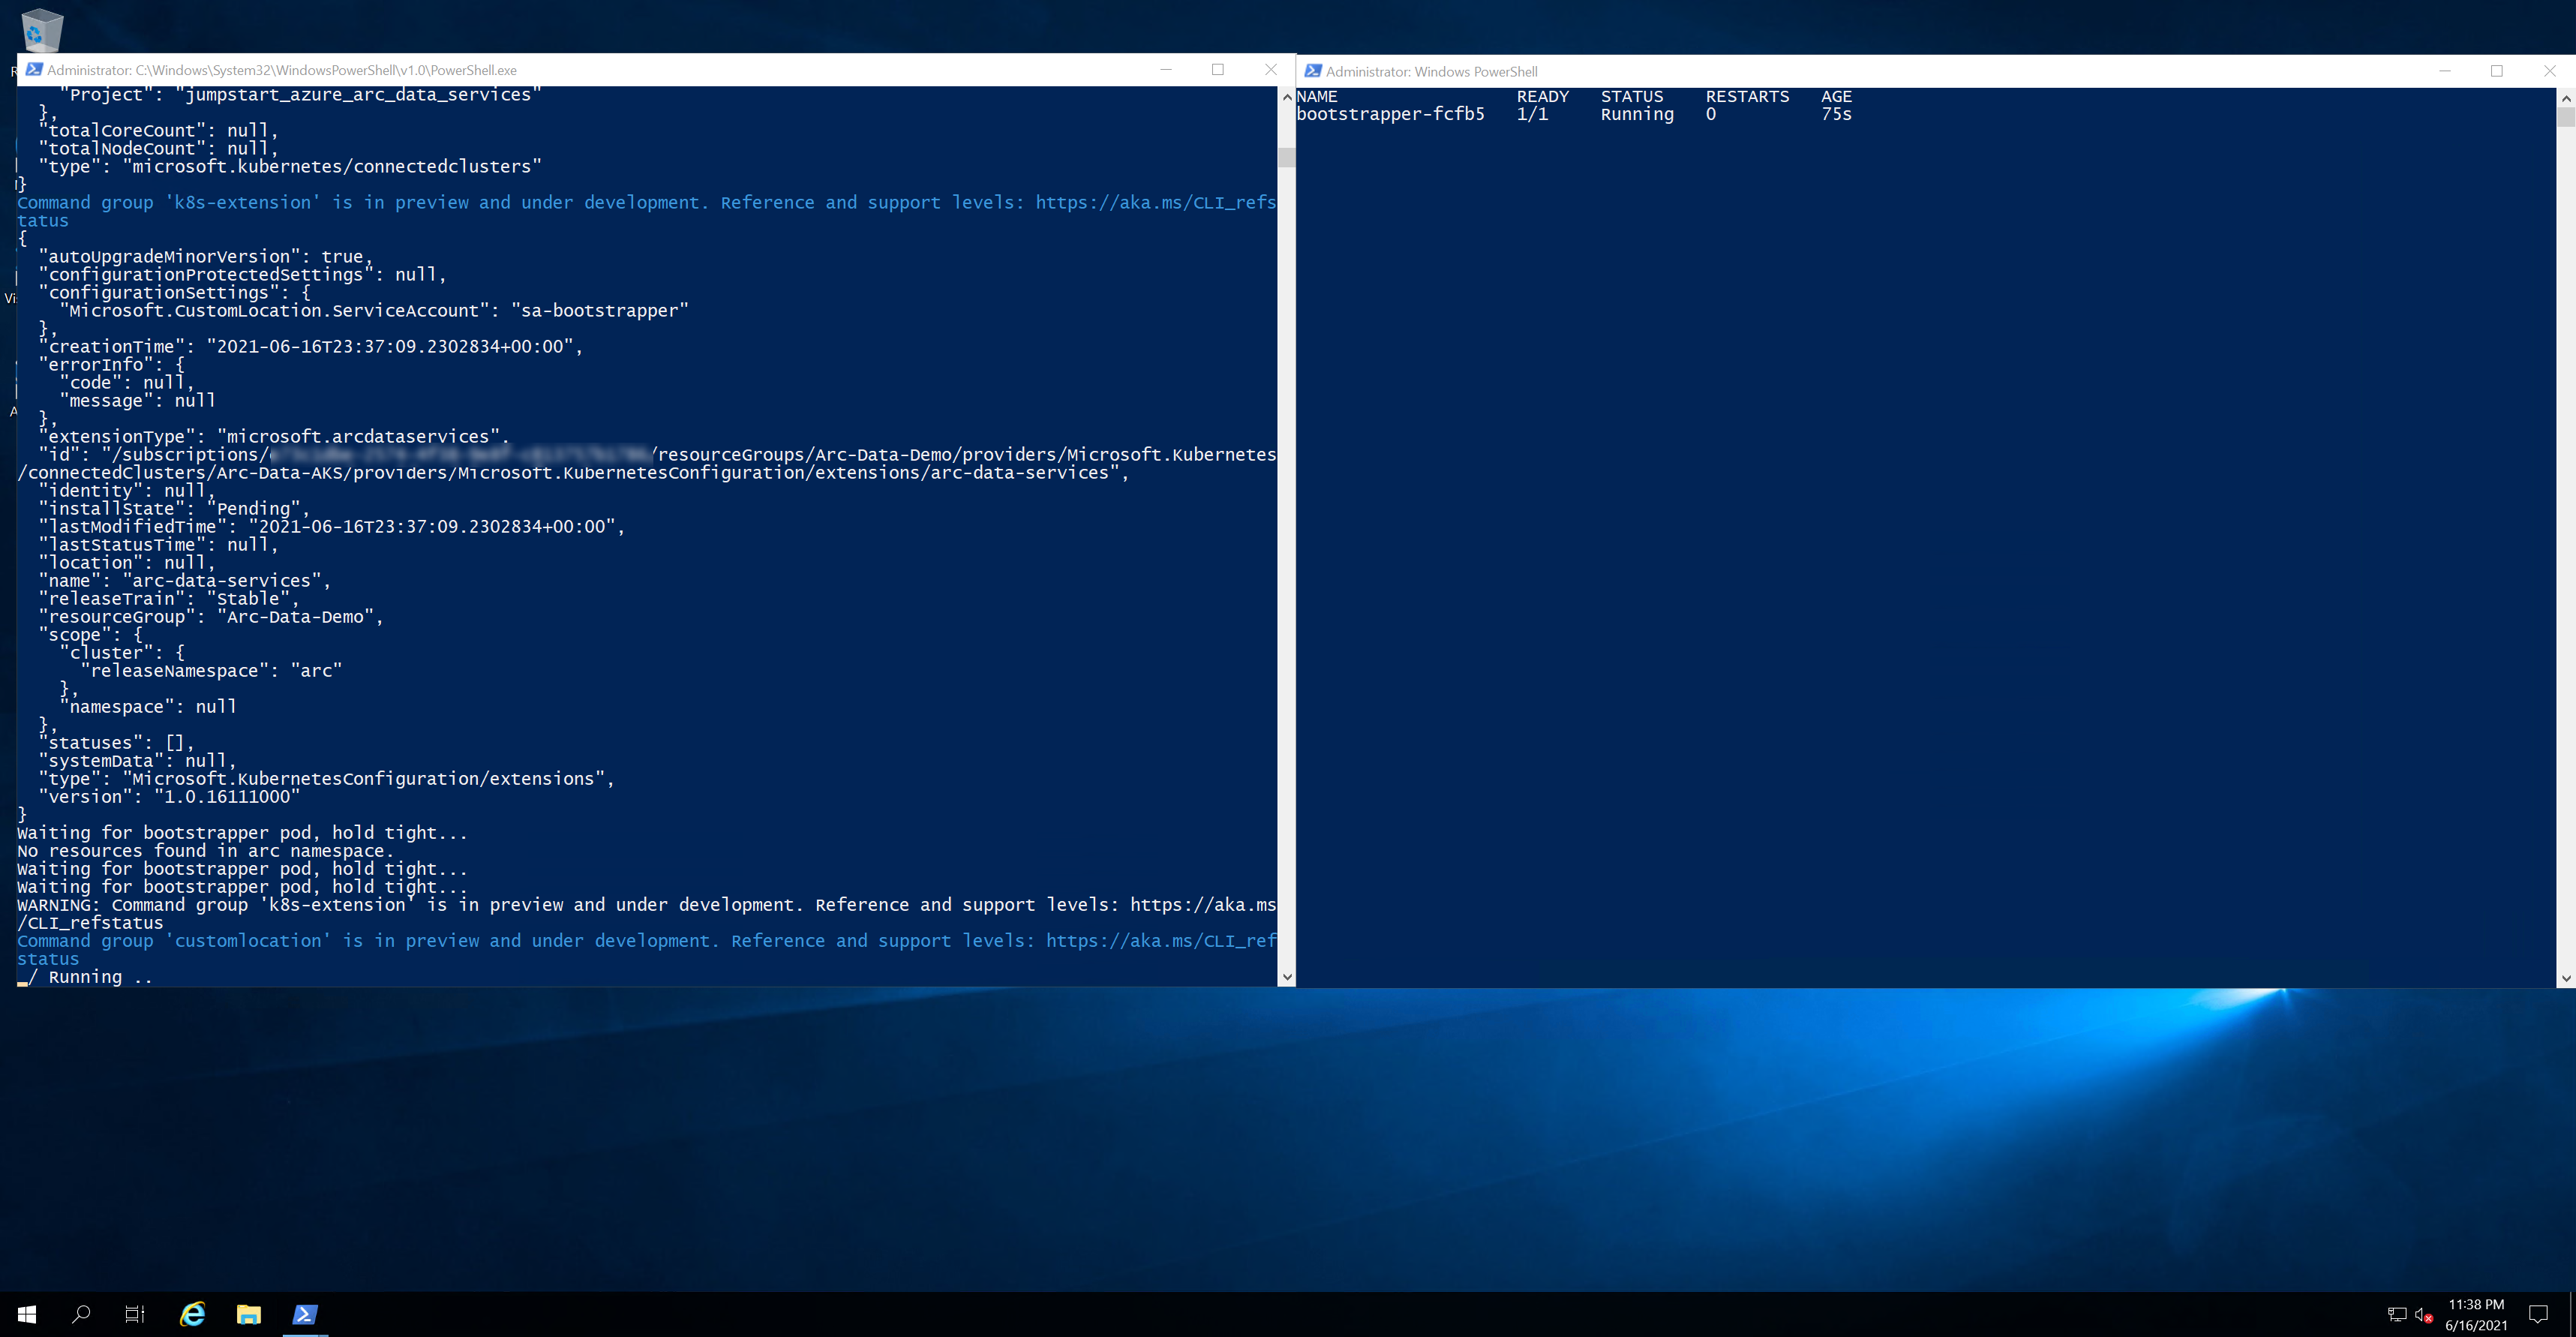 Administrator: C:\Windows\System32\WindowsPowerShell\v1.0\PowerShell.exe
"Project": "jumpstart_azure_arc_data_services"
},
"totalCoreCount": null,
"totalNodeCount": null,
"type": "microsoft.kubernetes/connectedclusters"
}
Command group 'k8s-extension' is in preview and under development. Reference and support levels: https://aka.ms/CLI_refs
tatus
{
"autoUpgradeMinorVersion": true,
"configurationProtectedSettings": null,
"configurationSettings": {
"Microsoft.CustomLocation.ServiceAccount": "sa-bootstrapper"
},
"creationTime": "2021-06-16T23:37:09.2302834+00:00",
"errorInfo": {
"code": null,
"message": null
},
"extensionType": "microsoft.arcdataservices",
"id": "/subscriptions/ /resourceGroups/Arc-Data-Demo/providers/Microsoft.Kubernetes
/connectedClusters/Arc-Data-AKS/providers/Microsoft.KubernetesConfiguration/extensions/arc-data-services",
"identity": null,
"installState": "Pending",
"lastModifiedTime": "2021-06-16T23:37:09.2302834+00:00",
"lastStatusTime": null,
"location": null,
"name": "arc-data-services",
"releaseTrain": "Stable",
"resourceGroup": "Arc-Data-Demo",
"scope": {
"cluster": {
"releaseNamespace": "arc"
},
"namespace": null
},
"statuses": [],
"systemData": null,
"type": "Microsoft.KubernetesConfiguration/extensions",
"version": "1.0.16111000"
}
Waiting for bootstrapper pod, hold tight...
No resources found in arc namespace.
Waiting for bootstrapper pod, hold tight...
Waiting for bootstrapper pod, hold tight...
WARNING: Command group 'k8s-extension' is in preview and under development. Reference and support levels: https://aka.ms
/CLI_refstatus
Command group 'customlocation' is in preview and under development. Reference and support levels: https://aka.ms/CLI_ref
status
/ Running ..
Administrator: Windows PowerShell
NAME READY STATUS RESTARTS AGE
bootstrapper-fcfb5 1/1 Running 0 75s
11:38 PM
6/16/2021